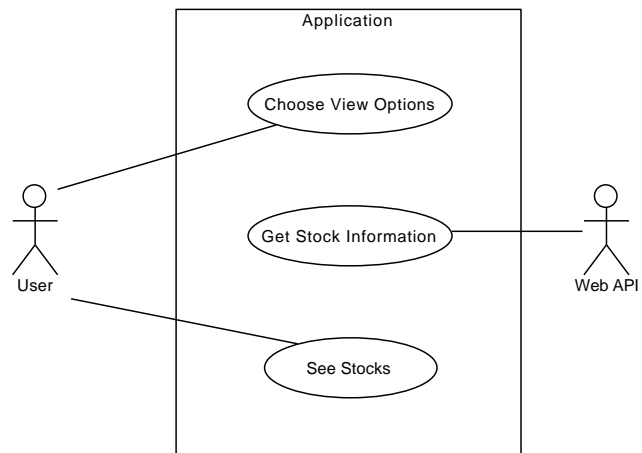 Application
Choose View Options
Get Stock Information
User
Web API
See Stocks